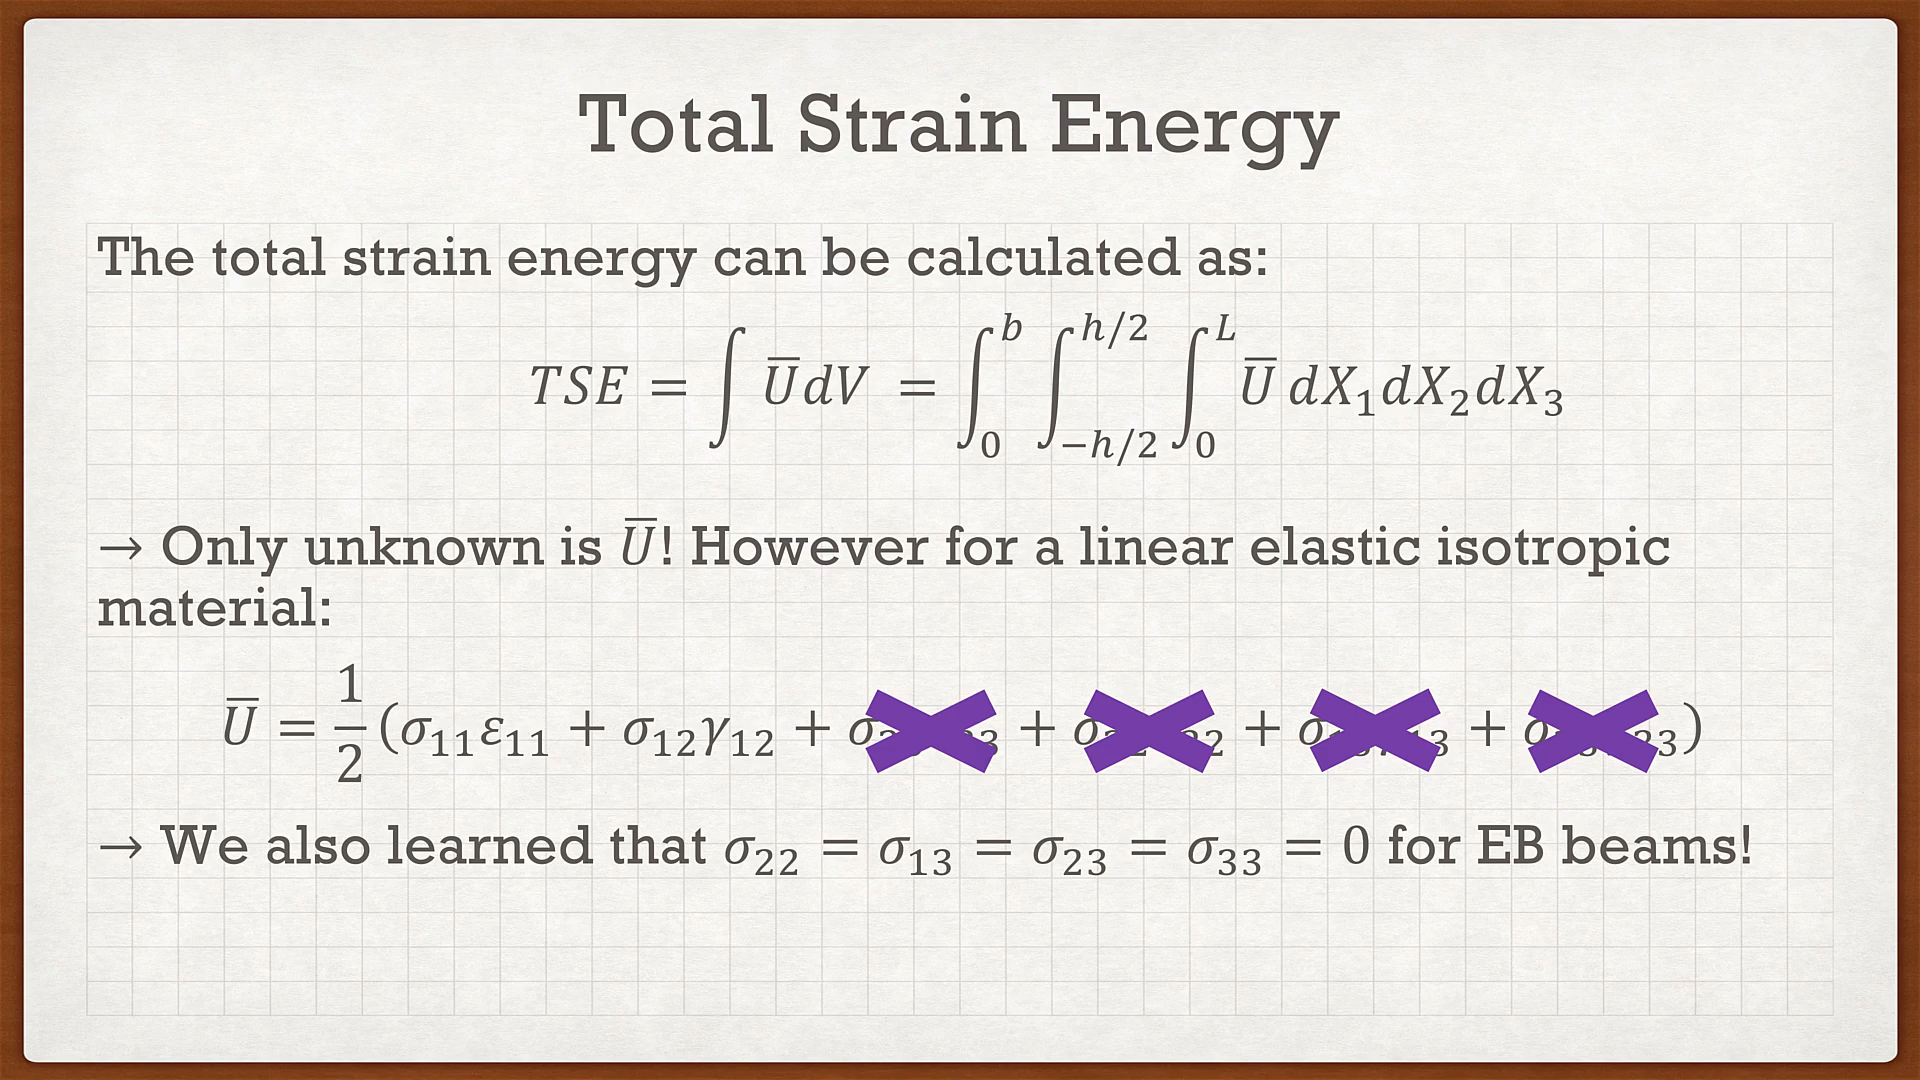 Total Strain Energy
The total strain energy can be calculated as:
TSE = ∫ U̅dV = ∫₀ᵇ ∫₋ₕ/₂^(h/2) ∫₀ᴸ U̅ dX₁dX₂dX₃
→ Only unknown is U̅! However for a linear elastic isotropic
material:
U̅ = 1/2 (σ₁₁ε₁₁ + σ₁₂γ₁₂ + + + + )
→ We also learned that σ₂₂ = σ₁₃ = σ₂₃ = σ₃₃ = 0 for EB beams!